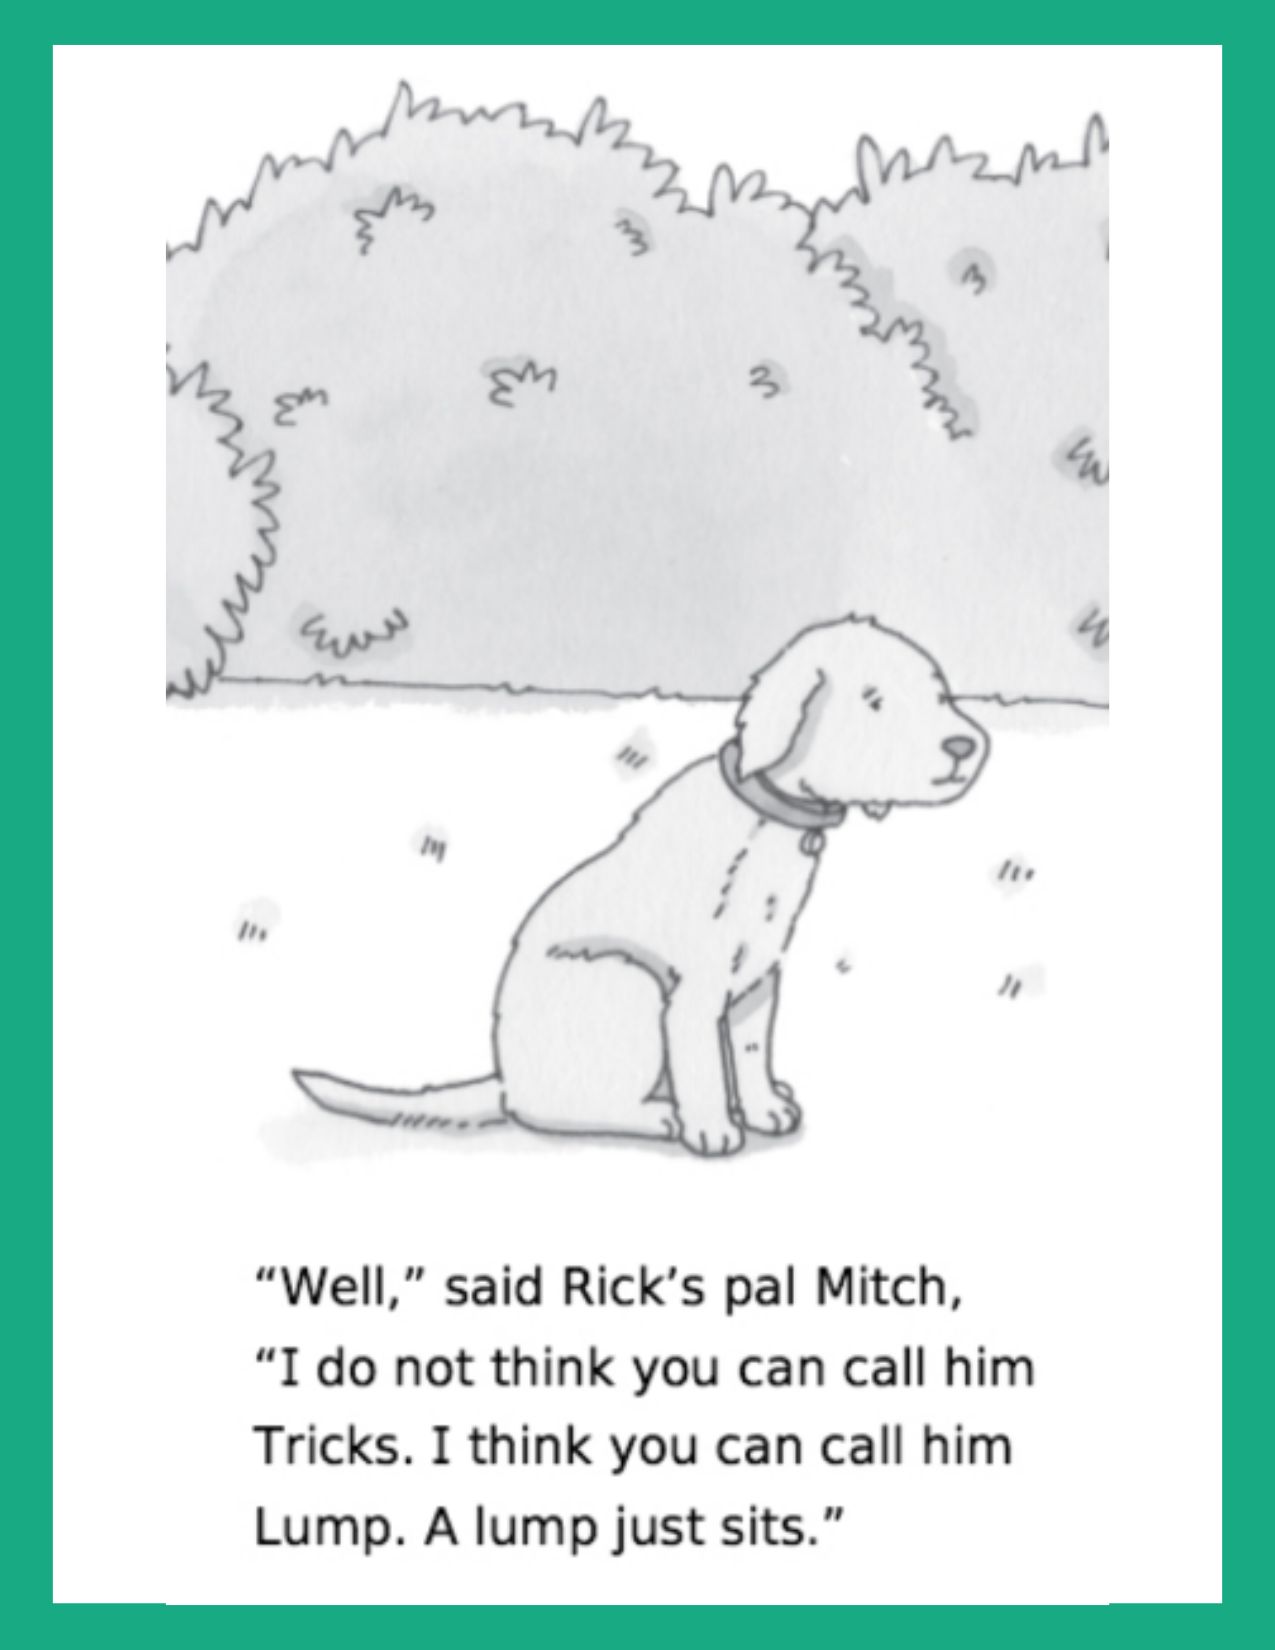 “Well,” said Rick’s pal Mitch,
“I do not think you can call him
Tricks. I think you can call him
Lump. A lump just sits.”